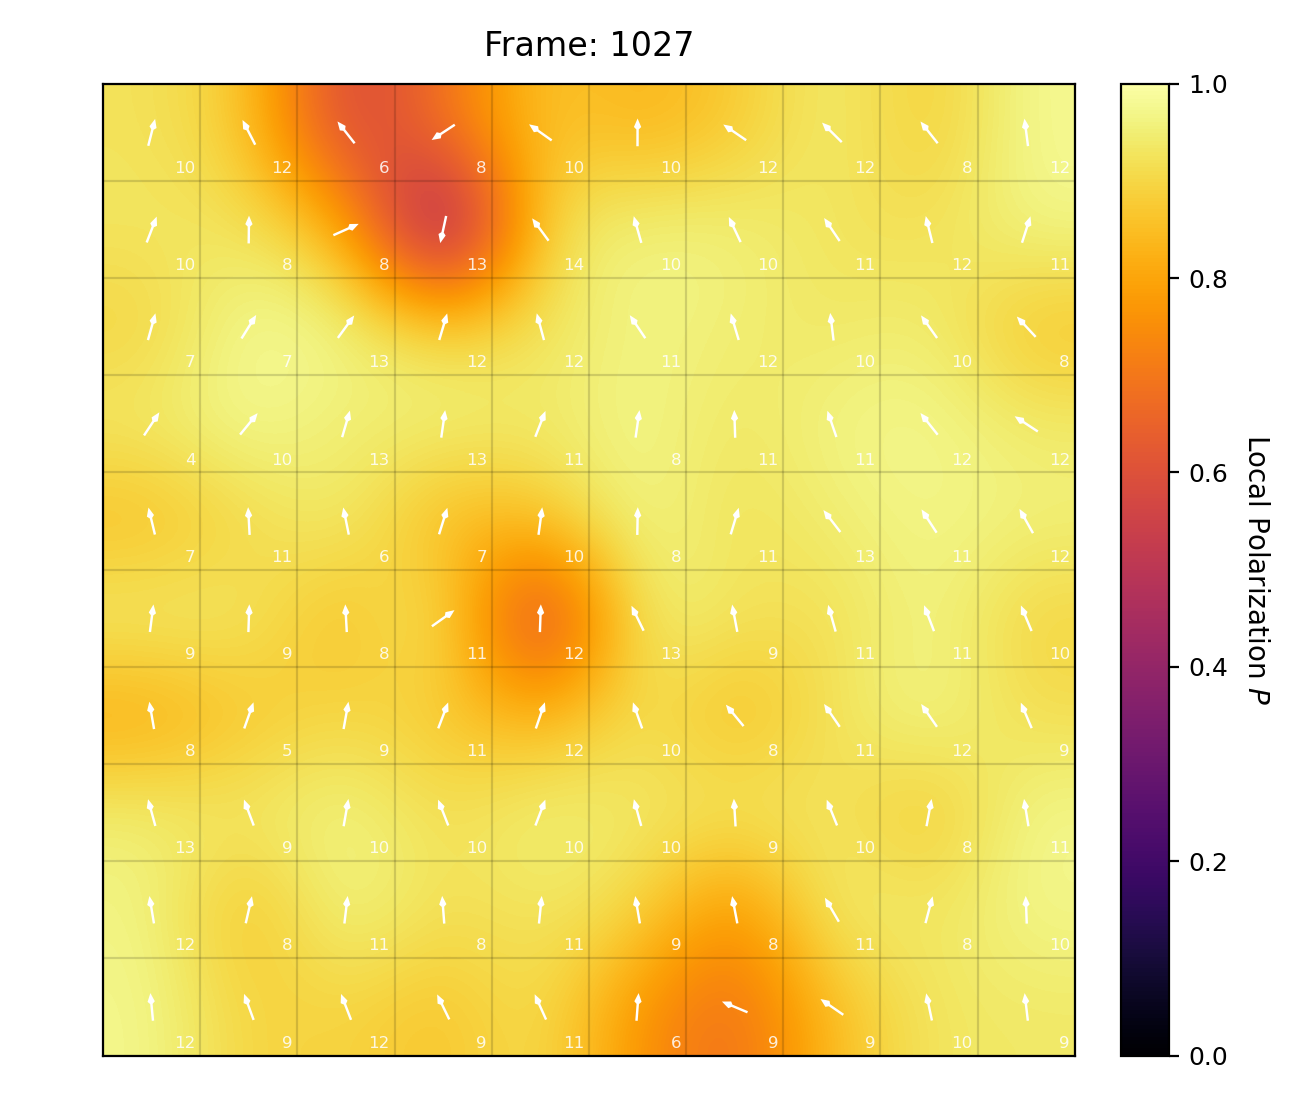 Frame: 1027
10 12 6 8 10 10 12 12 8 12
10 8 8 13 14 10 10 11 12 11
7 7 13 12 12 11 12 10 10 8
4 10 13 13 11 8 11 11 12 12
7 11 6 7 10 8 11 13 11 12
9 9 8 11 12 13 9 11 11 10
8 5 9 11 12 10 8 11 12 9
13 9 10 10 10 10 9 10 8 11
12 8 11 8 11 9 8 11 8 10
12 9 12 9 11 6 9 9 10 9
1.0
0.8
0.6
0.4
0.2
0.0
Local Polarization P